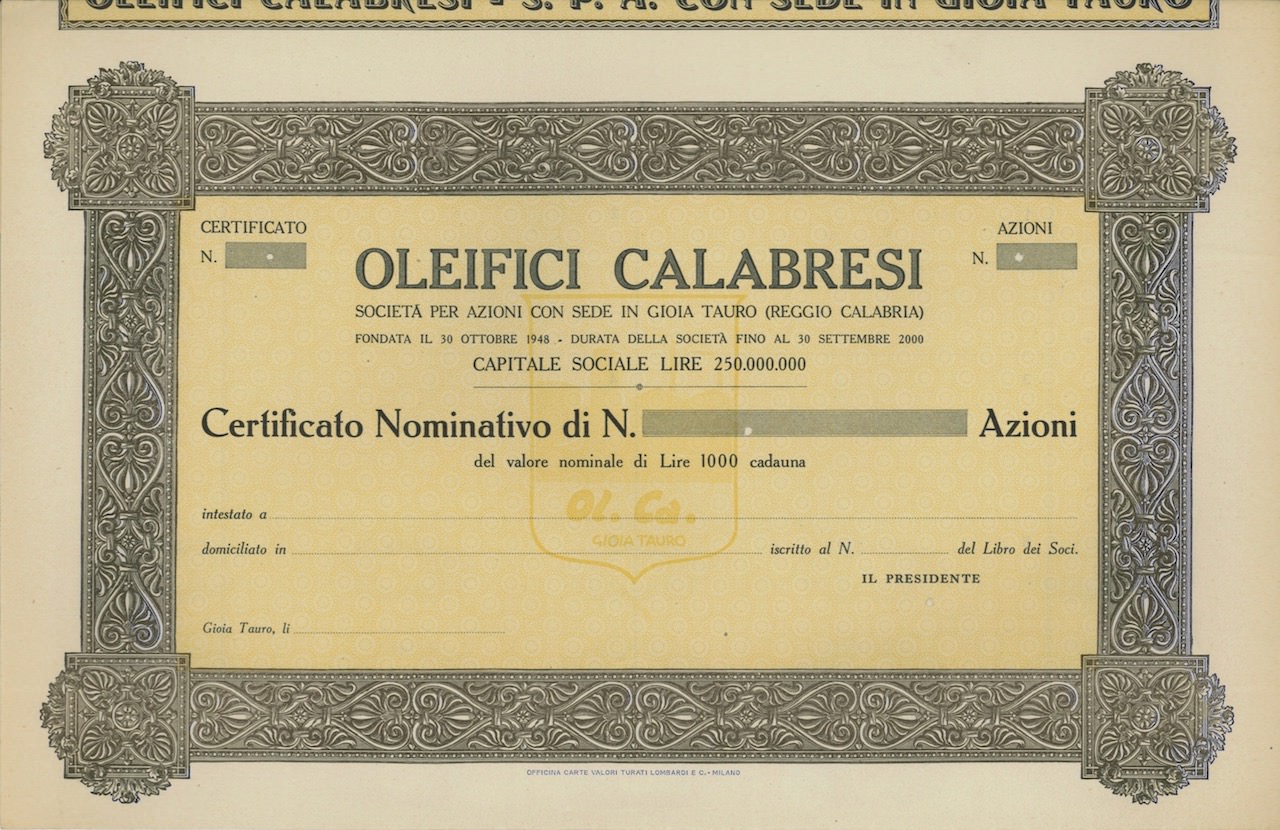 OLEIFICI CALABRESI - S. P. A. CON SEDE IN GIOIA TAURO
CERTIFICATO
N.
AZIONI
N.
OLEIFICI CALABRESI
SOCIETÀ PER AZIONI CON SEDE IN GIOIA TAURO (REGGIO CALABRIA)
FONDATA IL 30 OTTOBRE 1948 - DURATA DELLA SOCIETÀ FINO AL 30 SETTEMBRE 2000
CAPITALE SOCIALE LIRE 250.000.000
Certificato Nominativo di N. Azioni
del valore nominale di Lire 1000 cadauna
Ol. Ca.
GIOIA TAURO
intestato a
domiciliato in iscritto al N. del Libro dei Soci.
IL PRESIDENTE
Gioia Tauro, li
OFFICINA CARTE VALORI TURATI LOMBARDI E C. - MILANO